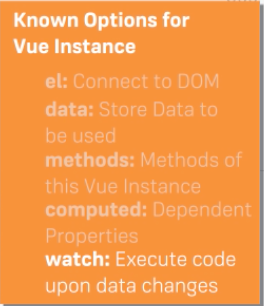 Known Options for
Vue Instance
el: Connect to DOM
data: Store Data to
be used
methods: Methods of
this Vue Instance
computed: Dependent
Properties
watch: Execute code
upon data changes